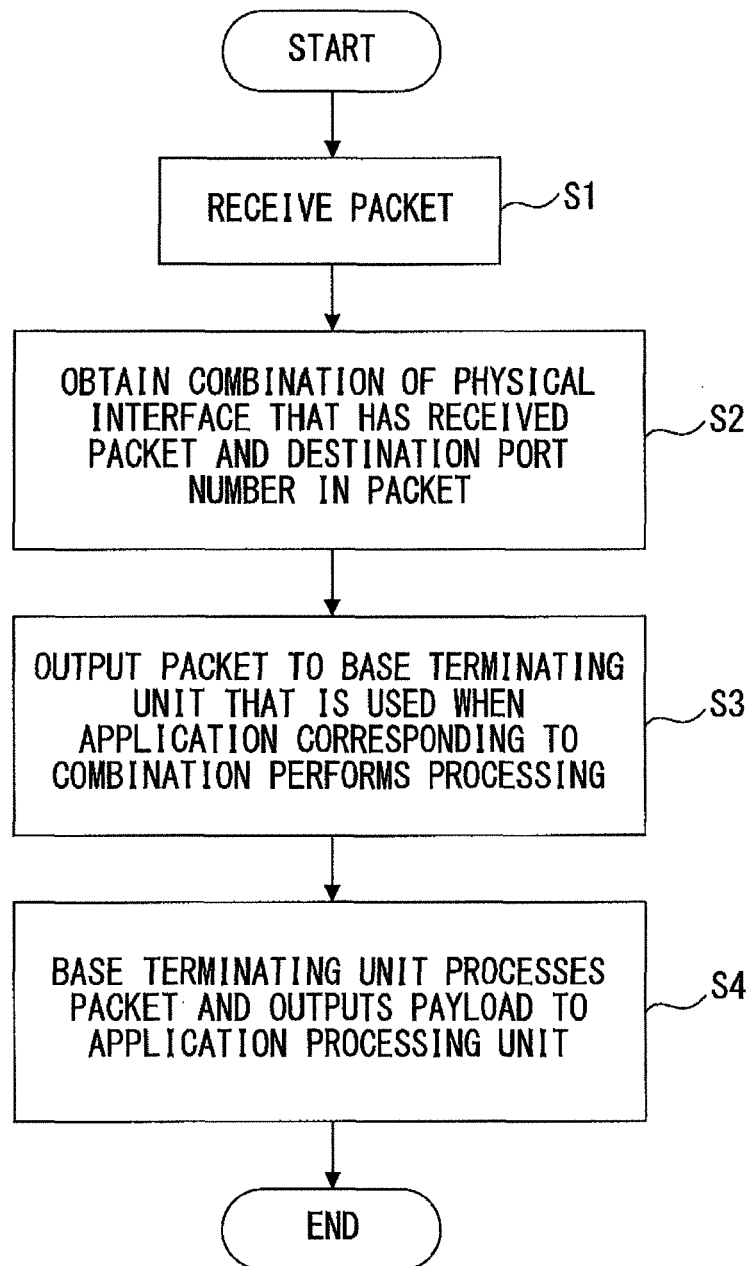 START
RECEIVE PACKET
S1
OBTAIN COMBINATION OF PHYSICAL
INTERFACE THAT HAS RECEIVED
PACKET AND DESTINATION PORT
NUMBER IN PACKET
S2
OUTPUT PACKET TO BASE TERMINATING
UNIT THAT IS USED WHEN
APPLICATION CORRESPONDING TO
COMBINATION PERFORMS PROCESSING
S3
BASE TERMINATING UNIT PROCESSES
PACKET AND OUTPUTS PAYLOAD TO
APPLICATION PROCESSING UNIT
S4
END